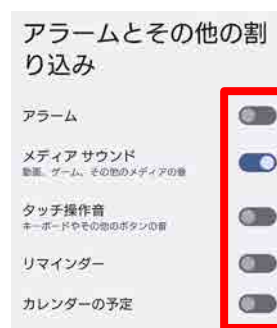 アラームとその他の割
り込み
アラーム
メディア サウンド
動画、ゲーム、その他のメディアの音
タッチ操作音
キーボードやその他のボタンの音
リマインダー
カレンダーの予定